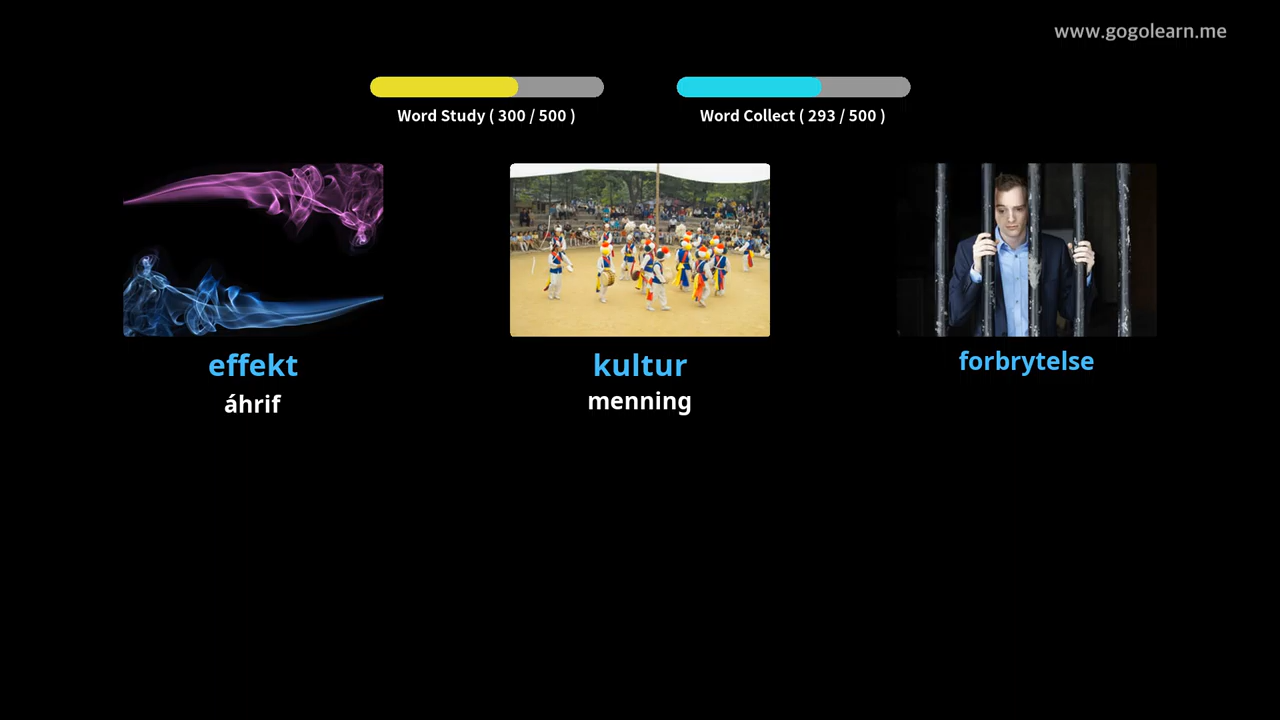 www.gogolearn.me
Word Study ( 300 / 500 )
Word Collect ( 293 / 500 )
effekt
áhrif
kultur
menning
forbrytelse